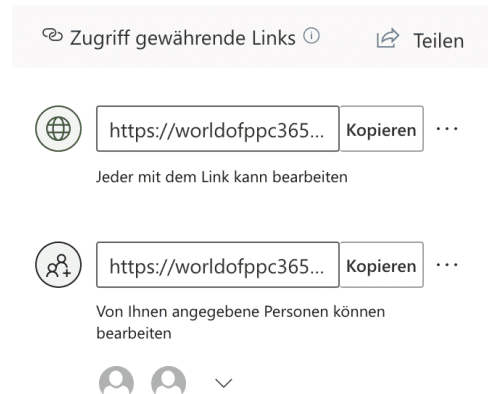 Zugriff gewährende Links
Teilen
https://worldofppc365...
Kopieren
Jeder mit dem Link kann bearbeiten
https://worldofppc365...
Kopieren
Von Ihnen angegebene Personen können
bearbeiten